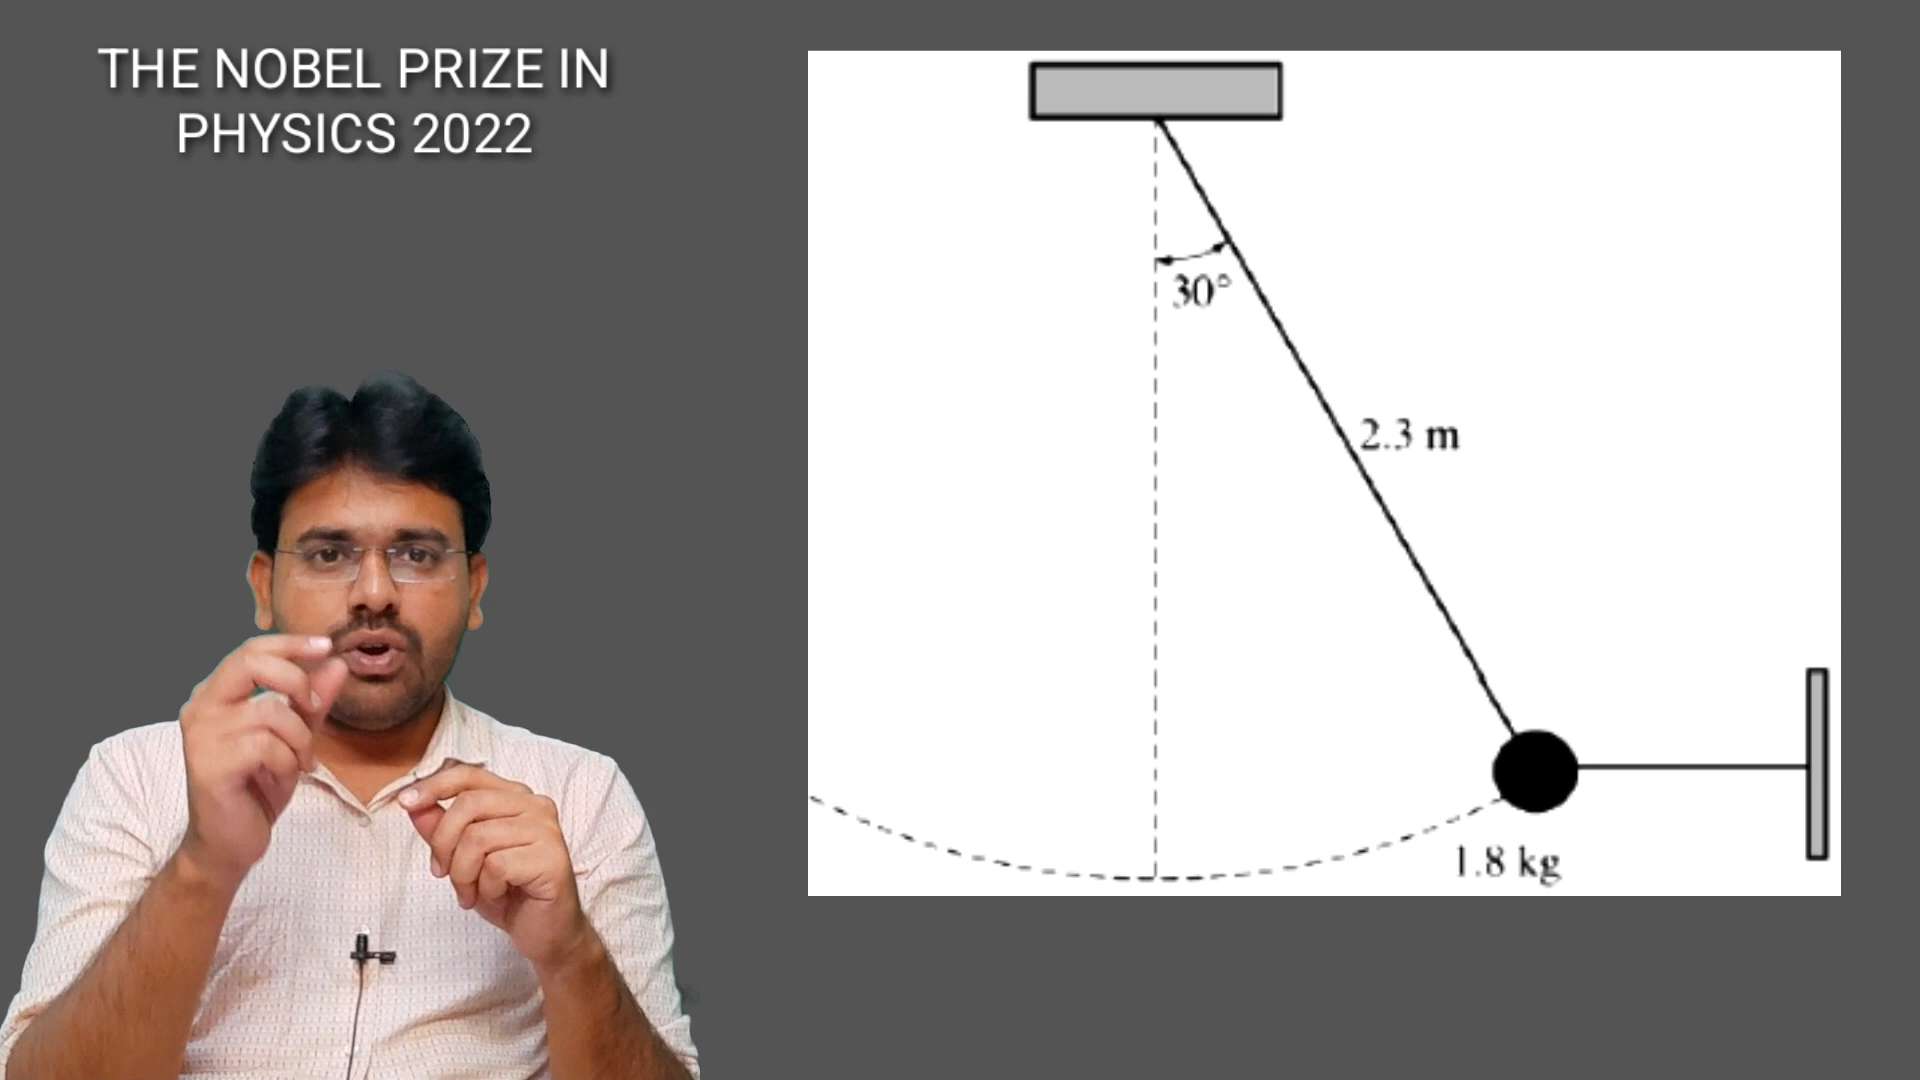 THE NOBEL PRIZE IN
PHYSICS 2022
30°
2.3 m
1.8 kg